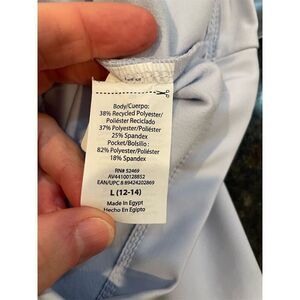 Body/Cuerpo:
38% Recycled Polyester/
Poliéster Reciclado
37% Polyester/Poliéster
25% Spandex
Pocket/Bolsillo :
82% Polyester/Poliéster
18% Spandex
RN# 52469
AV44100128852
EAN/UPC 8 89424202869
L (12-14)
Made in Egypt
Hecho En Egipto